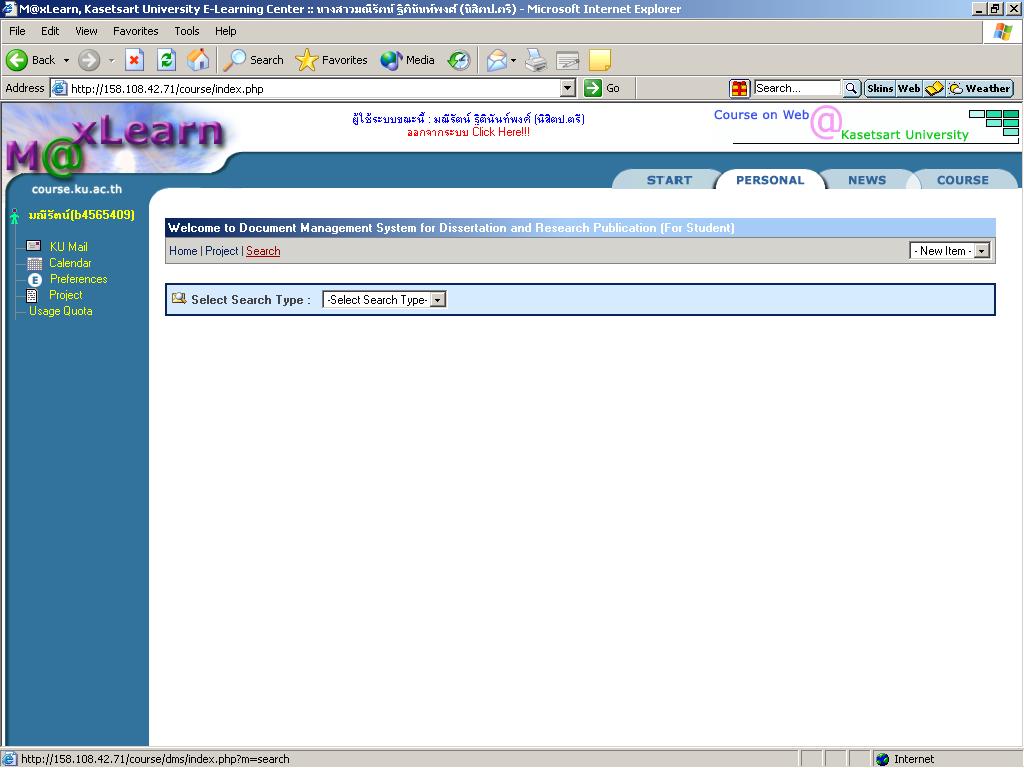 M@xLearn, Kasetsart University E-Learning Center :: นางสาวมณีรัตน์ ฐิตินันท์พงศ์ (นิสิตป.ตรี) - Microsoft Internet Explorer
File Edit View Favorites Tools Help
Back Search Favorites Media
Address http://158.108.42.71/course/index.php Go Search... Skins Web Weather
M@xLearn
course.ku.ac.th
ผู้ใช้ระบบขณะนี้ : มณีรัตน์ ฐิตินันท์พงศ์ (นิสิตป.ตรี)
ออกจากระบบ Click Here!!!
Course on Web @
Kasetsart University
START PERSONAL NEWS COURSE
มณีรัตน์(b4565409)
KU Mail
Calendar
Preferences
Project
Usage Quota
Welcome to Document Management System for Dissertation and Research Publication (For Student)
Home | Project | Search - New Item -
Select Search Type : -Select Search Type-
http://158.108.42.71/course/dms/index.php?m=search Internet